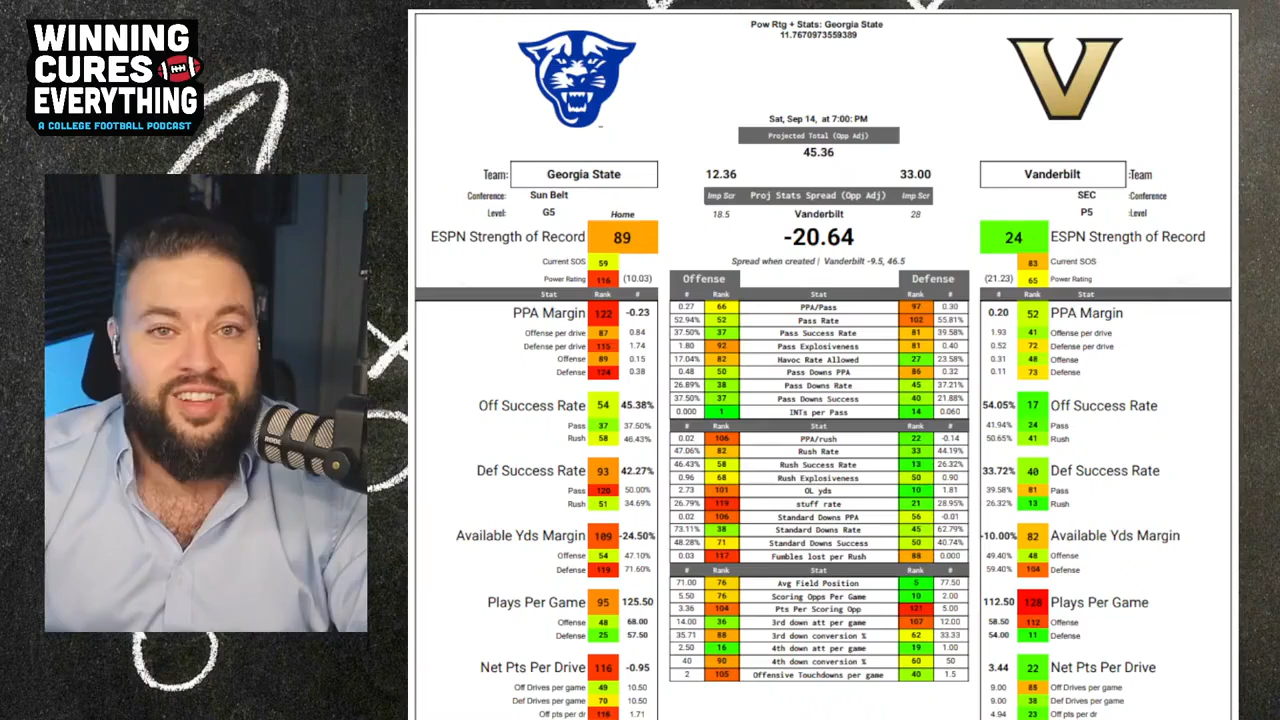 WINNING
CURES
EVERYTHING
A COLLEGE FOOTBALL PODCAST
RODE
Pow Rtg + Stats: Georgia State
11.7670973559389
V
Sat, Sep 14, at 7:00: PM
Projected Total (Opp Adj)
45.36
Team: Georgia State 12.36 33.00 Vanderbilt :Team
Conference: Sun Belt Imp Scr Proj Stats Spread (Opp Adj) Imp Scr SEC :Conference
Level: G5 Home 18.5 Vanderbilt 28 P5 :Level
ESPN Strength of Record 89 -20.64 24 ESPN Strength of Record
Current SOS 59 Spread when created | Vanderbilt -9.5, 46.5 83 Current SOS
Power Rating 116 (10.03) Offense Defense (21.23) 65 Power Rating
Stat Rank # # Rank Stat Rank # # Rank Stat
0.27 66 PPA/Pass 97 0.30
PPA Margin 122 -0.23 0.20 52 PPA Margin
52.94% 52 Pass Rate 102 55.81%
Offense per drive 87 0.84 37.50% 37 Pass Success Rate 81 39.58% 1.93 41 Offense per drive
Defense per drive 115 1.74 1.80 92 Pass Explosiveness 81 0.40 0.52 72 Defense per drive
Offense 89 0.15 17.04% 82 Havoc Rate Allowed 27 23.58% 0.31 48 Offense
Defense 124 0.38 0.48 50 Pass Downs PPA 86 0.32 0.11 73 Defense
26.89% 38 Pass Downs Rate 45 37.21%
37.50% 37 Pass Downs Success 40 21.88%
Off Success Rate 54 45.38% 54.05% 17 Off Success Rate
0.000 1 INTs per Pass 14 0.060
Pass 37 37.50% # Rank Stat Rank # 41.94% 24 Pass
Rush 58 46.43% 0.02 106 PPA/rush 22 -0.14 50.65% 41 Rush
47.06% 82 Rush Rate 33 44.19%
46.43% 58 Rush Success Rate 13 26.32%
Def Success Rate 93 42.27% 33.72% 40 Def Success Rate
0.96 68 Rush Explosiveness 50 0.90
Pass 120 50.00% 2.73 101 OL yds 10 1.81 39.58% 81 Pass
Rush 51 34.69% 26.79% 119 stuff rate 21 28.95% 26.32% 13 Rush
0.02 106 Standard Downs PPA 56 -0.01
73.11% 38 Standard Downs Rate 45 62.79%
Available Yds Margin 109 -24.50% -10.00% 82 Available Yds Margin
48.28% 71 Standard Downs Success 50 40.74%
Offense 54 47.10% 0.03 117 Fumbles lost per Rush 88 0.000 49.40% 48 Offense
Defense 119 71.60% # Rank Stat Rank # 59.40% 104 Defense
71.00 76 Avg Field Position 5 77.50
5.50 76 Scoring Opps Per Game 10 2.00
Plays Per Game 95 125.50 112.50 128 Plays Per Game
3.36 104 Pts Per Scoring Opp 121 5.00
Offense 48 68.00 14.00 36 3rd down att per game 107 12.00 58.50 112 Offense
Defense 25 57.50 35.71 88 3rd down conversion % 62 33.33 54.00 11 Defense
2.50 16 4th down att per game 19 1.00
40 90 4th down conversion % 60 50
Net Pts Per Drive 116 -0.95 3.44 22 Net Pts Per Drive
2 105 Offensive Touchdowns per game 40 1.5
Off Drives per game 49 10.50 9.00 85 Off Drives per game
Def Drives per game 70 10.50 9.00 38 Def Drives per game
Off pts per dr 116 1.71 4.94 23 Off pts per dr